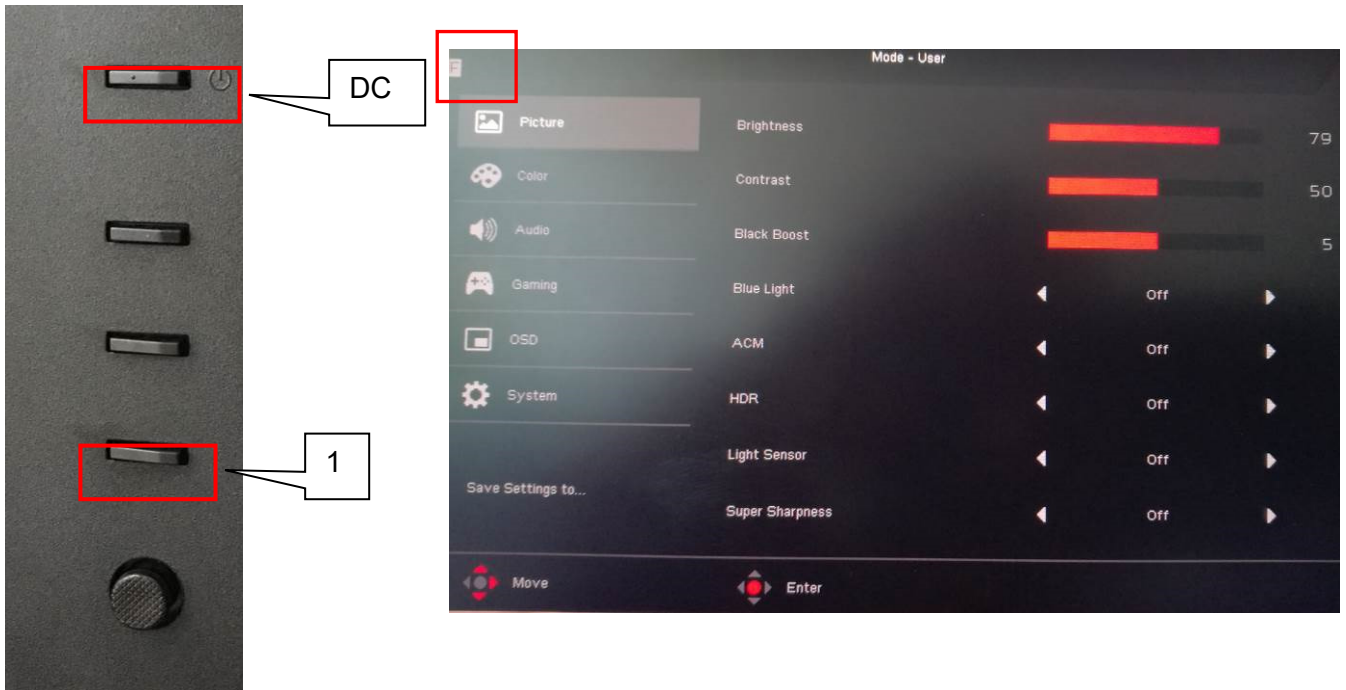 DC
1
F
Mode - User
Picture
Color
Audio
Gaming
OSD
System
Save Settings to...
Brightness 79
Contrast 50
Black Boost 5
Blue Light Off
ACM Off
HDR Off
Light Sensor Off
Super Sharpness Off
Move
Enter